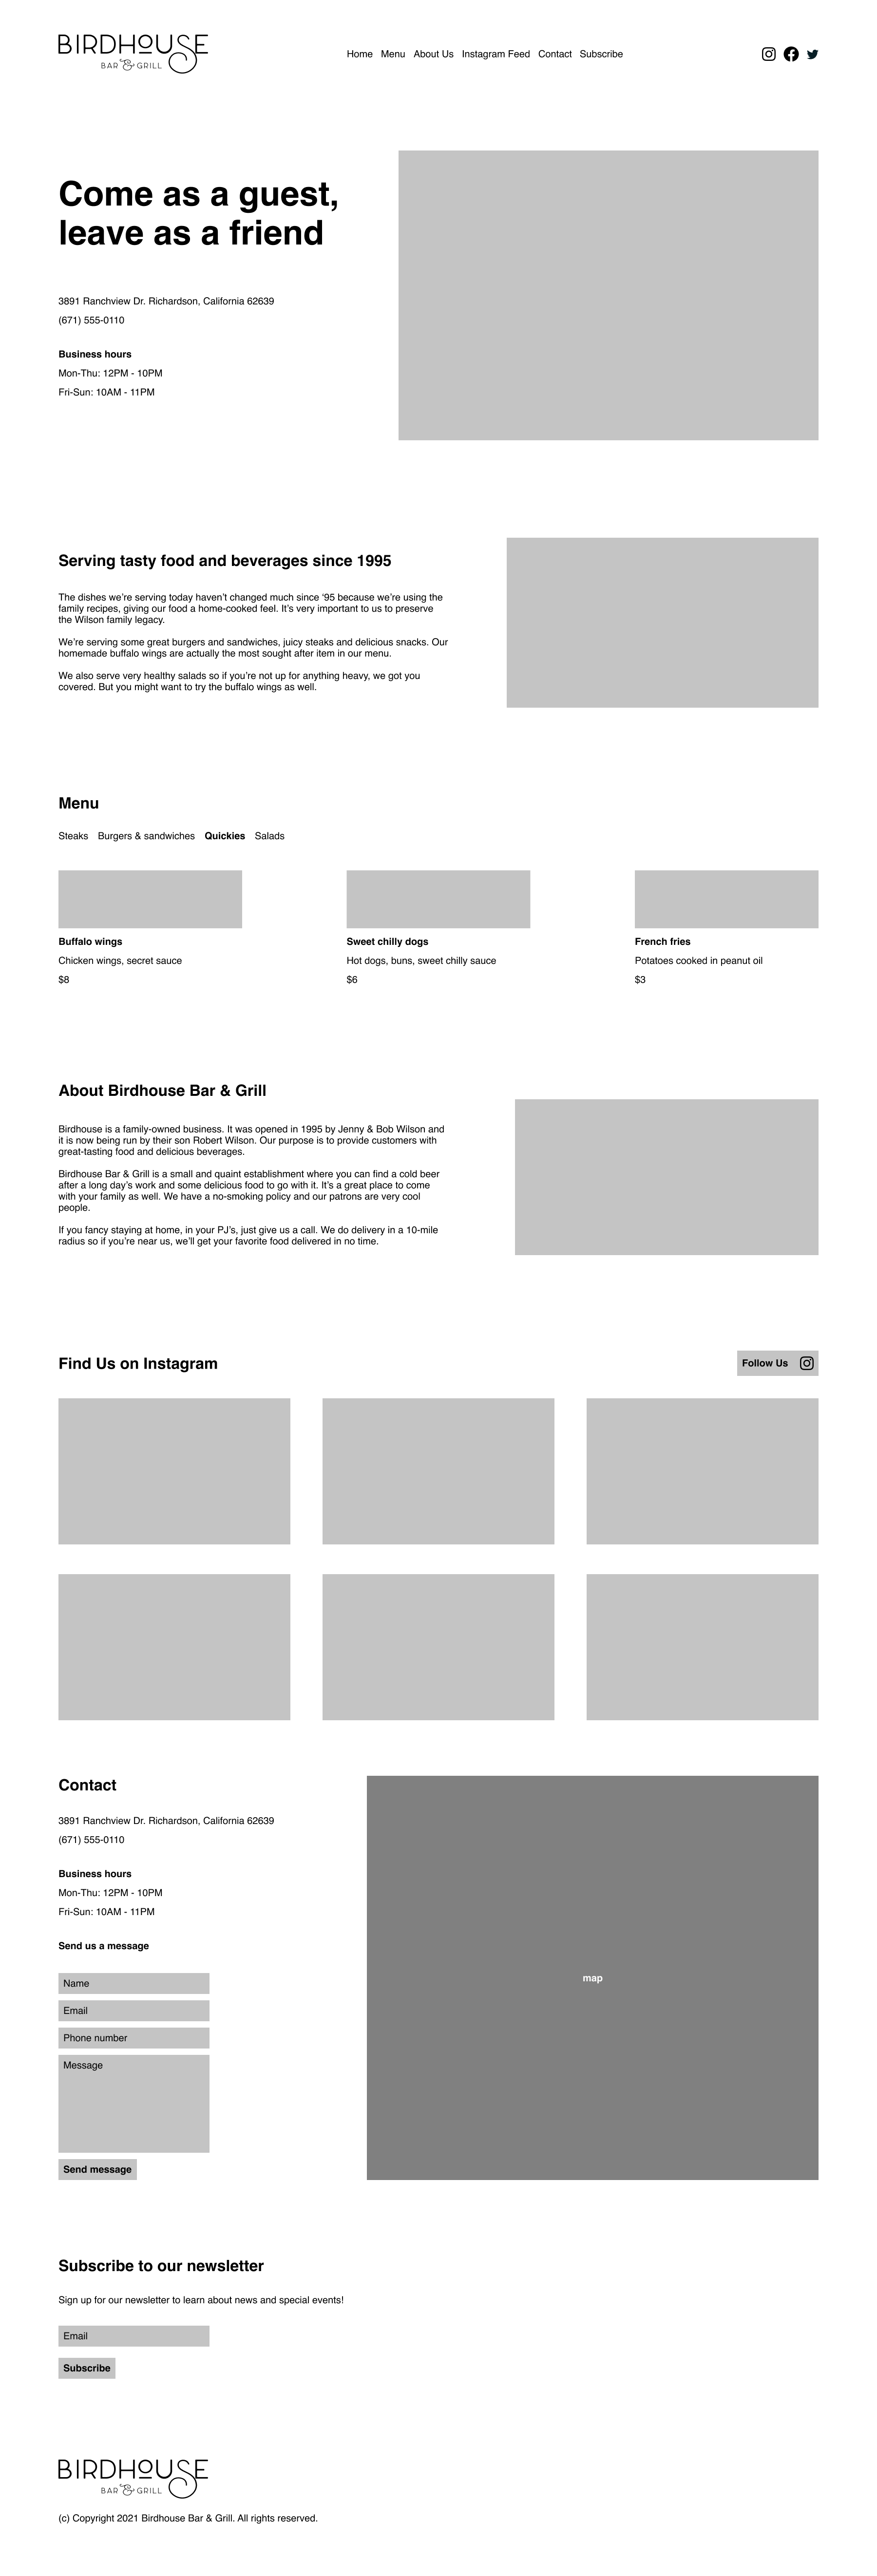 BIRDHOUSE
BAR & GRILL
Home Menu About Us Instagram Feed Contact Subscribe
Come as a guest,
leave as a friend
3891 Ranchview Dr. Richardson, California 62639
(671) 555-0110
Business hours
Mon-Thu: 12PM - 10PM
Fri-Sun: 10AM - 11PM
Serving tasty food and beverages since 1995
The dishes we’re serving today haven’t changed much since ‘95 because we’re using the
family recipes, giving our food a home-cooked feel. It’s very important to us to preserve
the Wilson family legacy.
We’re serving some great burgers and sandwiches, juicy steaks and delicious snacks. Our
homemade buffalo wings are actually the most sought after item in our menu.
We also serve very healthy salads so if you’re not up for anything heavy, we got you
covered. But you might want to try the buffalo wings as well.
Menu
Steaks Burgers & sandwiches Quickies Salads
Buffalo wings
Chicken wings, secret sauce
$8
Sweet chilly dogs
Hot dogs, buns, sweet chilly sauce
$6
French fries
Potatoes cooked in peanut oil
$3
About Birdhouse Bar & Grill
Birdhouse is a family-owned business. It was opened in 1995 by Jenny & Bob Wilson and
it is now being run by their son Robert Wilson. Our purpose is to provide customers with
great-tasting food and delicious beverages.
Birdhouse Bar & Grill is a small and quaint establishment where you can find a cold beer
after a long day’s work and some delicious food to go with it. It’s a great place to come
with your family as well. We have a no-smoking policy and our patrons are very cool
people.
If you fancy staying at home, in your PJ’s, just give us a call. We do delivery in a 10-mile
radius so if you’re near us, we’ll get your favorite food delivered in no time.
Find Us on Instagram
Follow Us
Contact
3891 Ranchview Dr. Richardson, California 62639
(671) 555-0110
Business hours
Mon-Thu: 12PM - 10PM
Fri-Sun: 10AM - 11PM
Send us a message
Name
Email
Phone number
Message
Send message
map
Subscribe to our newsletter
Sign up for our newsletter to learn about news and special events!
Email
Subscribe
BIRDHOUSE
BAR & GRILL
(c) Copyright 2021 Birdhouse Bar & Grill. All rights reserved.